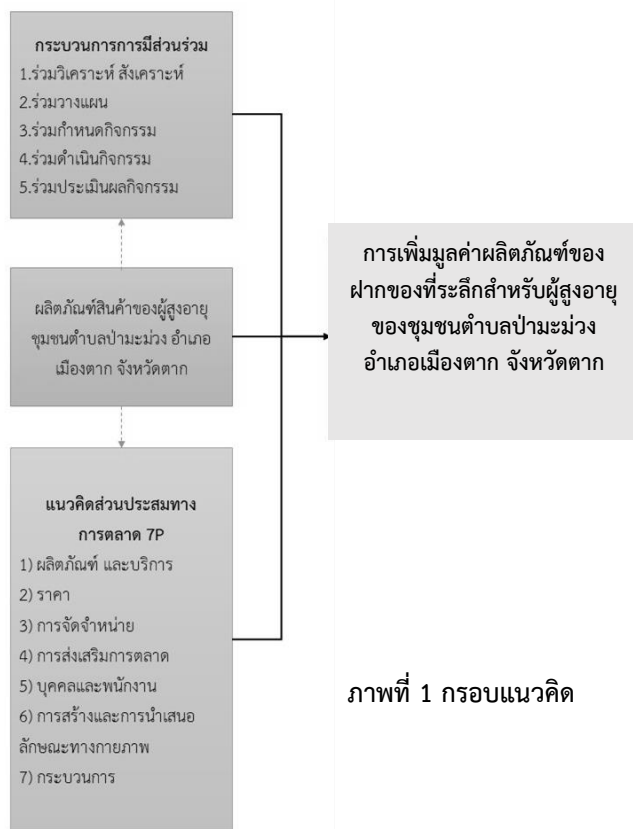 กระบวนการการมีส่วนร่วม
1.ร่วมวิเคราะห์ สังเคราะห์
2.ร่วมวางแผน
3.ร่วมกำหนดกิจกรรม
4.ร่วมดำเนินกิจกรรม
5.ร่วมประเมินผลกิจกรรม
ผลิตภัณฑ์สินค้าของผู้สูงอายุ
ชุมชนตำบลป่ามะม่วง อำเภอ
เมืองตาก จังหวัดตาก
แนวคิดส่วนประสมทาง
การตลาด 7P
1) ผลิตภัณฑ์ และบริการ
2) ราคา
3) การจัดจำหน่าย
4) การส่งเสริมการตลาด
5) บุคคลและพนักงาน
6) การสร้างและการนำเสนอ
ลักษณะทางกายภาพ
7) กระบวนการ
การเพิ่มมูลค่าผลิตภัณฑ์ของ
ฝากของที่ระลึกสำหรับผู้สูงอายุ
ของชุมชนตำบลป่ามะม่วง
อำเภอเมืองตาก จังหวัดตาก
ภาพที่ 1 กรอบแนวคิด